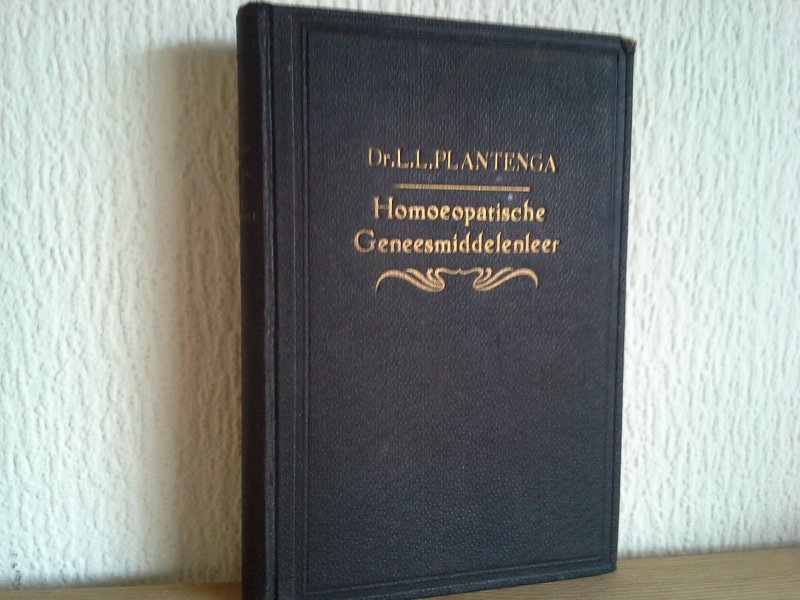 Dr. L. L. PLANTENGA
Homoeopatische
Geneesmiddelenleer